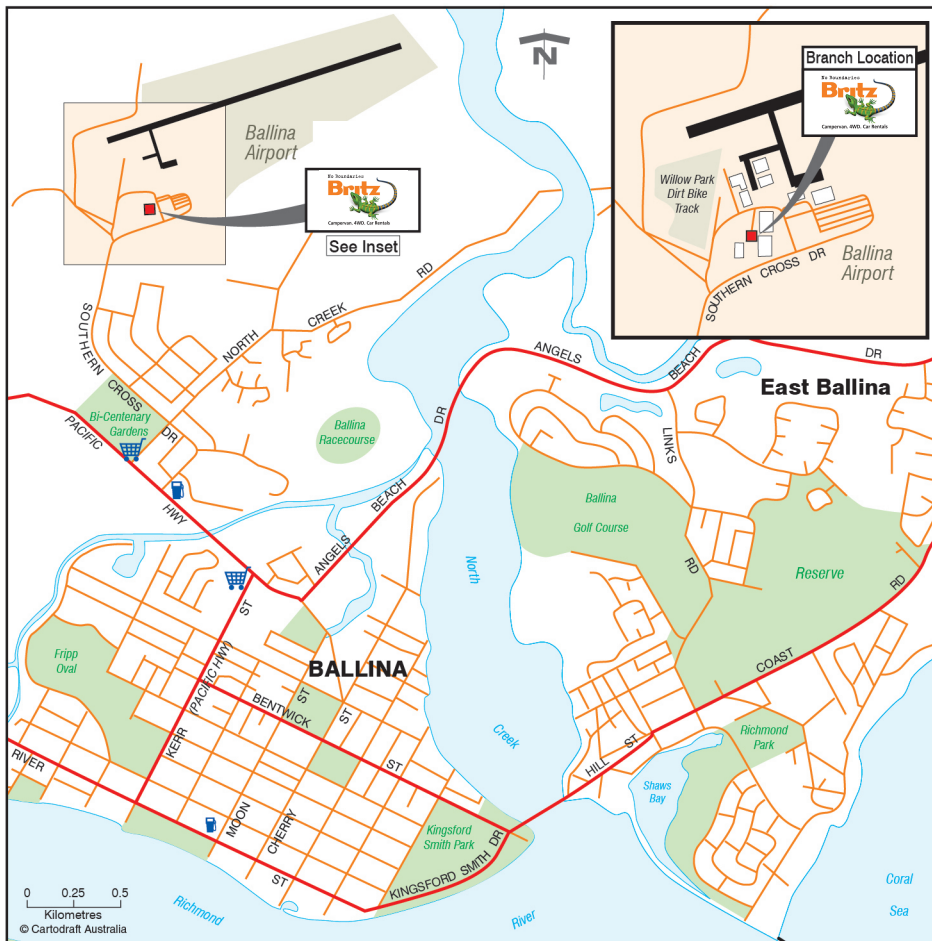 N
Branch Location
No Boundaries
Britz
Campervan. 4WD. Car Rentals
Willow Park
Dirt Bike
Track
SOUTHERN CROSS DR
Ballina
Airport
Ballina
Airport
No Boundaries
Britz
Campervan. 4WD. Car Rentals
See Inset
SOUTHERN CROSS DR
NORTH CREEK RD
ANGELS BEACH DR
East Ballina
Bi-Centenary
Gardens
PACIFIC HWY
Ballina
Racecourse
ANGELS BEACH DR
LINKS RD
Ballina
Golf Course
North
Creek
Reserve
COAST RD
Fripp
Oval
KERR ST
(PACIFIC HWY)
BALLINA
BENTWICK ST
MOON ST
CHERRY ST
RIVER ST
HILL ST
Richmond
Park
Shaws
Bay
Kingsford
Smith Park
KINGSFORD SMITH DR
Richmond
River
Coral
Sea
0 0.25 0.5
Kilometres
© Cartodraft Australia